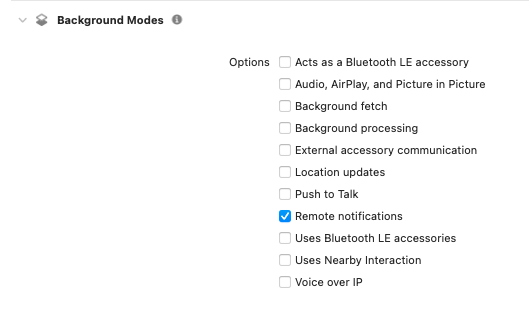 Background Modes
Options
Acts as a Bluetooth LE accessory
Audio, AirPlay, and Picture in Picture
Background fetch
Background processing
External accessory communication
Location updates
Push to Talk
Remote notifications
Uses Bluetooth LE accessories
Uses Nearby Interaction
Voice over IP